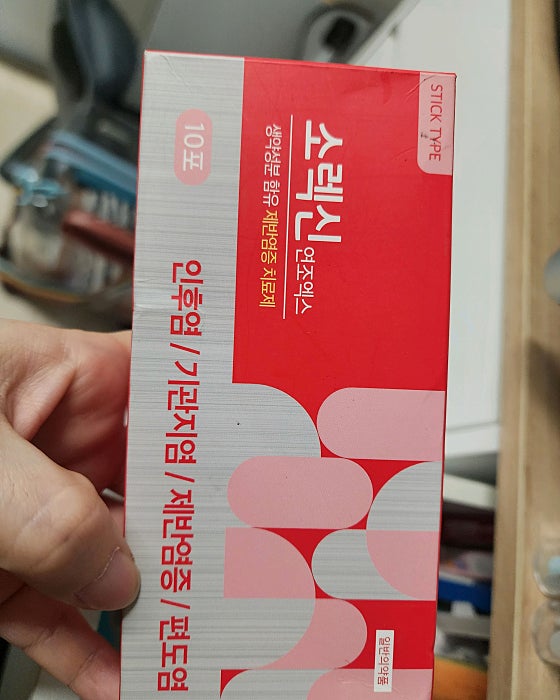 STICK TYPE
소렉신 연조엑스
생약성분 함유 제반염증 치료제
10포
인후염 / 기관지염 / 제반염증 / 편도염
일반의약품